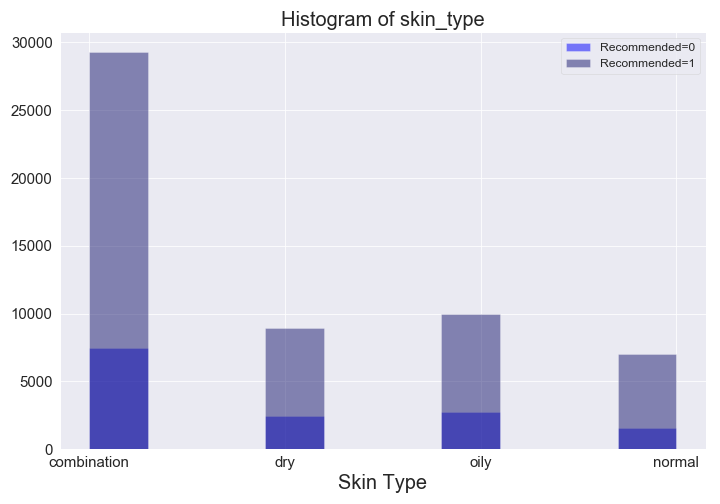 Histogram of skin_type
Recommended=0
Recommended=1
30000
25000
20000
15000
10000
5000
0
combination dry oily normal
Skin Type